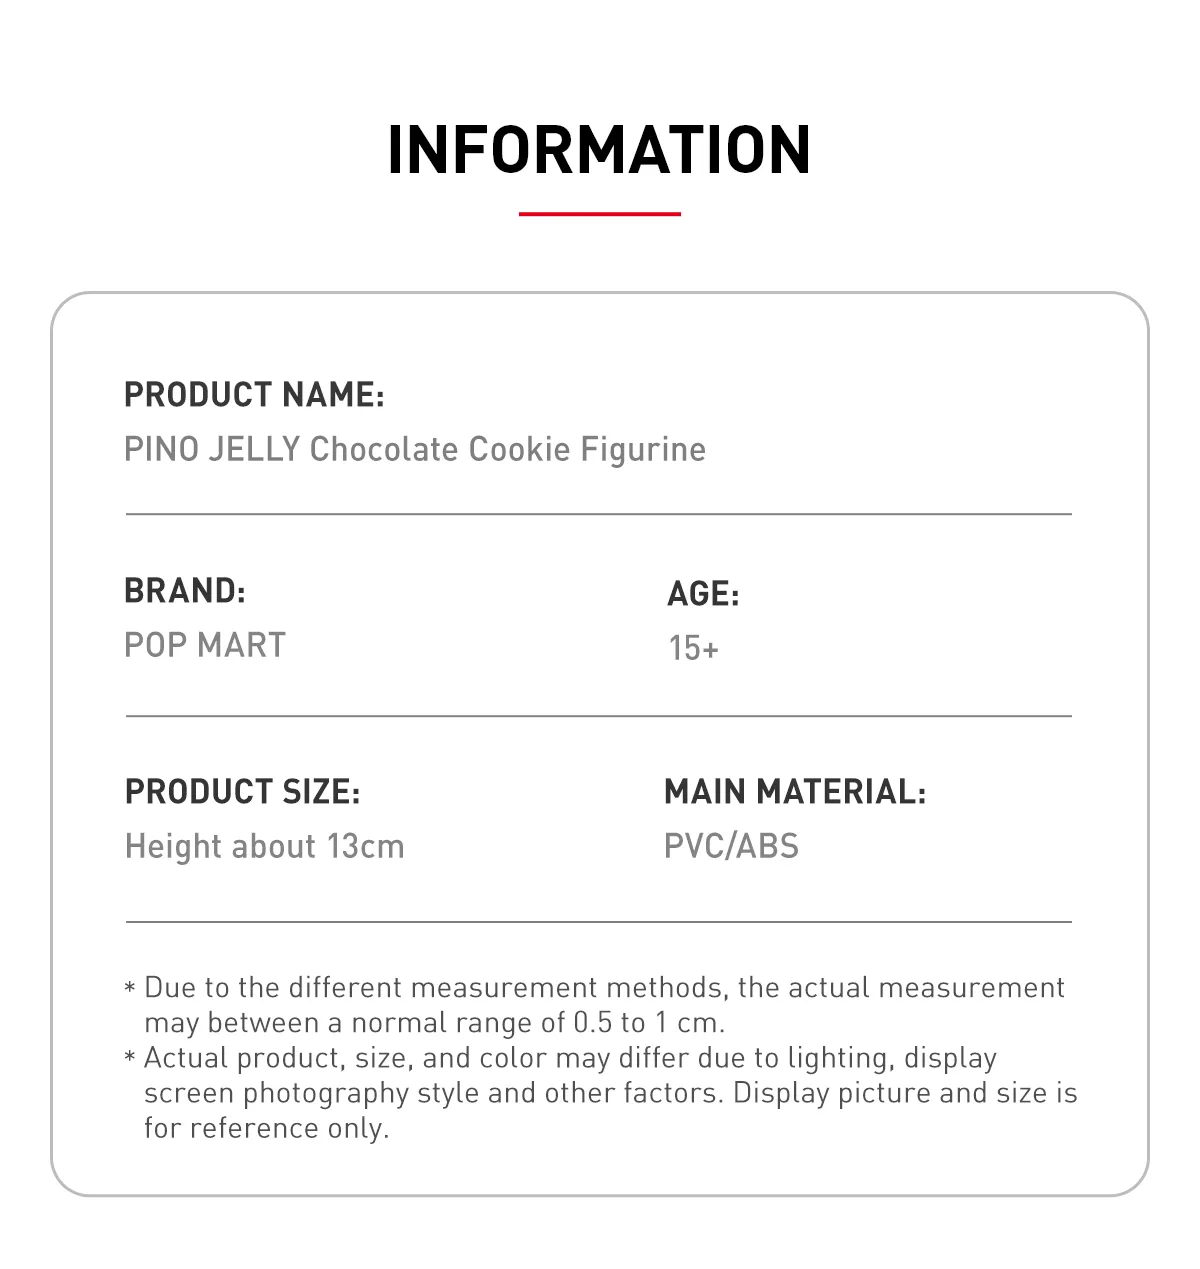 INFORMATION
PRODUCT NAME:
PINO JELLY Chocolate Cookie Figurine
BRAND:
POP MART
AGE:
15+
PRODUCT SIZE:
Height about 13cm
MAIN MATERIAL:
PVC/ABS
* Due to the different measurement methods, the actual measurement
may between a normal range of 0.5 to 1 cm.
* Actual product, size, and color may differ due to lighting, display
screen photography style and other factors. Display picture and size is
for reference only.